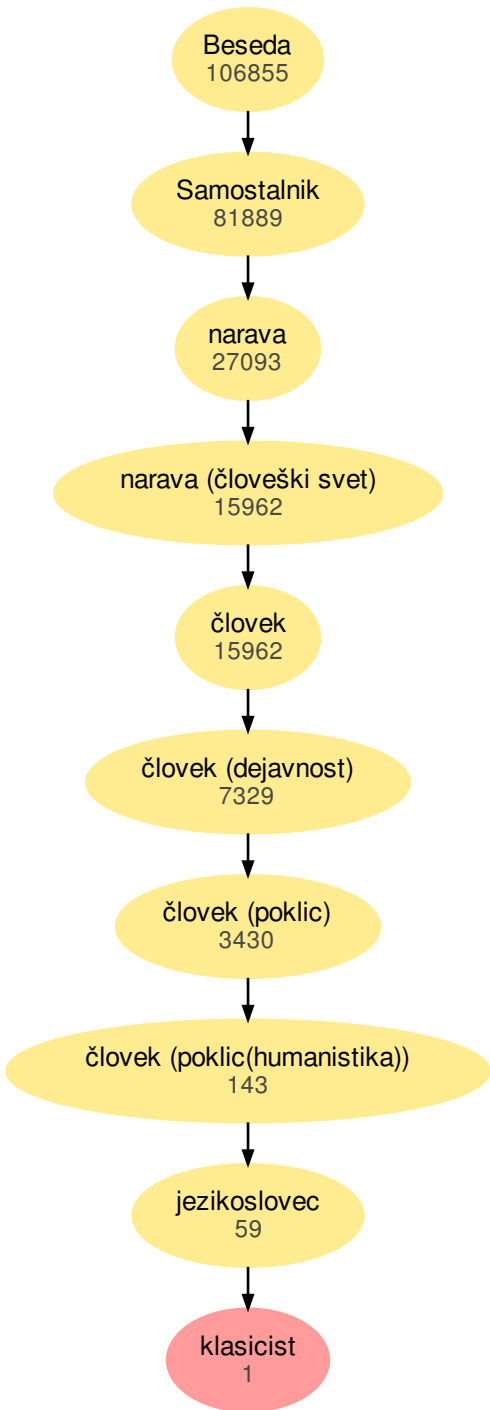 Beseda
106855
Samostalnik
81889
narava
27093
narava (človeški svet)
15962
človek
15962
človek (dejavnost)
7329
človek (poklic)
3430
človek (poklic(humanistika))
143
jezikoslovec
59
klasicist
1